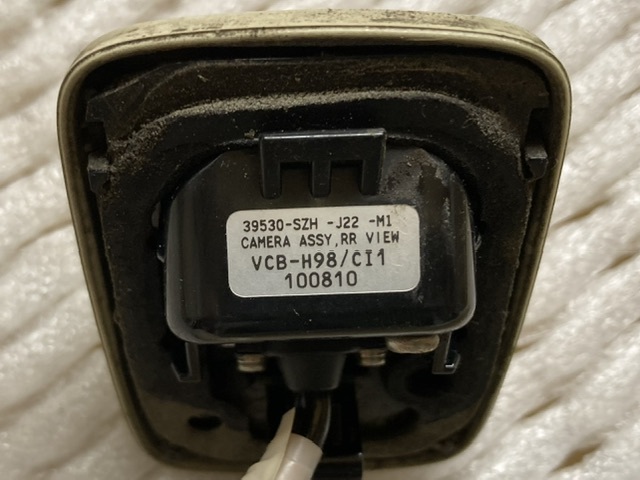 39530-SZH -J22 -M1
CAMERA ASSY,RR VIEW
VCB-H98/CI1
100810